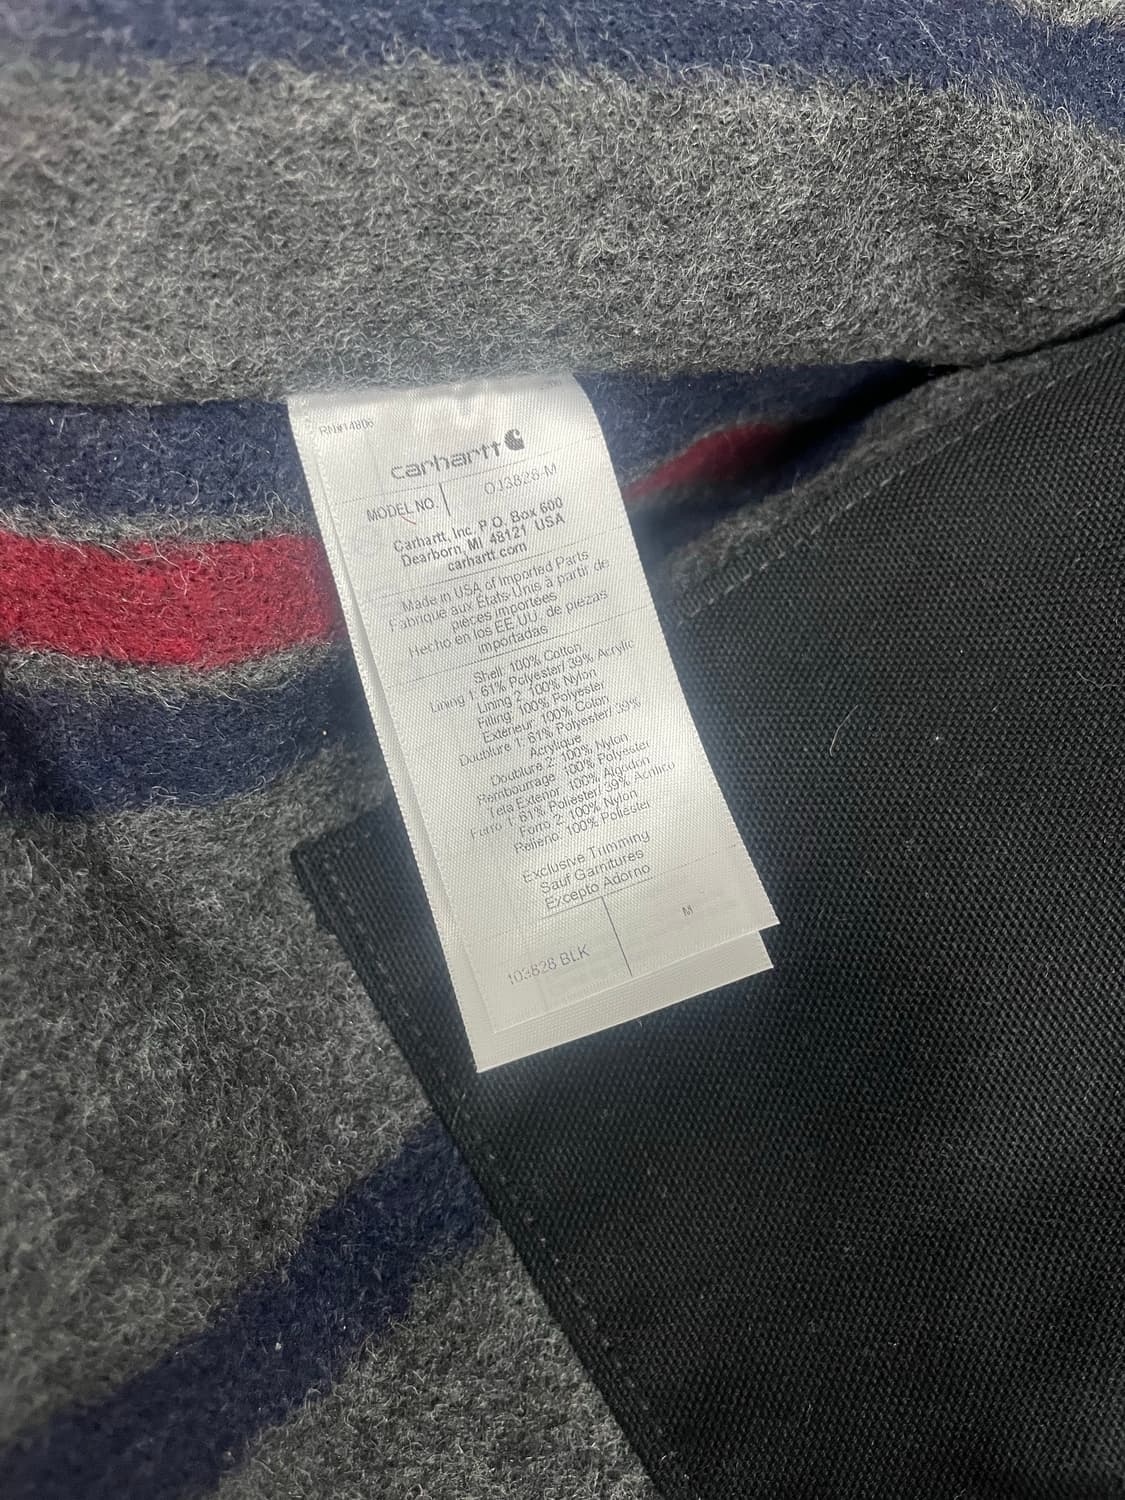 RN#14806
carhartt
MODEL NO. OJ3828-M
Carhartt, Inc. P.O. Box 600
Dearborn, MI 48121 USA
carhartt.com
Made in USA of Imported Parts
Fabriqué aux États-Unis à partir de
pièces importées
Hecho en los EE.UU. de piezas
importadas
Shell: 100% Cotton
Lining 1: 61% Polyester/ 39% Acrylic
Lining 2: 100% Nylon
Filling: 100% Polyester/
Extérieur: 100% Coton
Doublure 1: 61% Polyester/ 39%
Acrylique
Doublure 2: 100% Nylon
Rembourrage: 100% Polyester
Tela Exterior: 100% Algodón
Forro 1: 61% Poliéster/ 39% Acrílico
Forro 2: 100% Nylon
Relleno: 100% Poliéster
Exclusive Trimming
Sauf Garnitures
Excepto Adorno
103828 BLK M